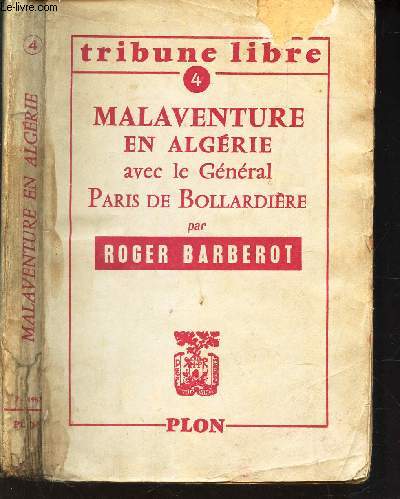 Le-livre.com
4
MALAVENTURE EN ALGÉRIE
tribune libre
4
MALAVENTURE
EN ALGÉRIE
avec le Général
PARIS DE BOLLARDIÈRE
par
ROGER BARBEROT
PLON